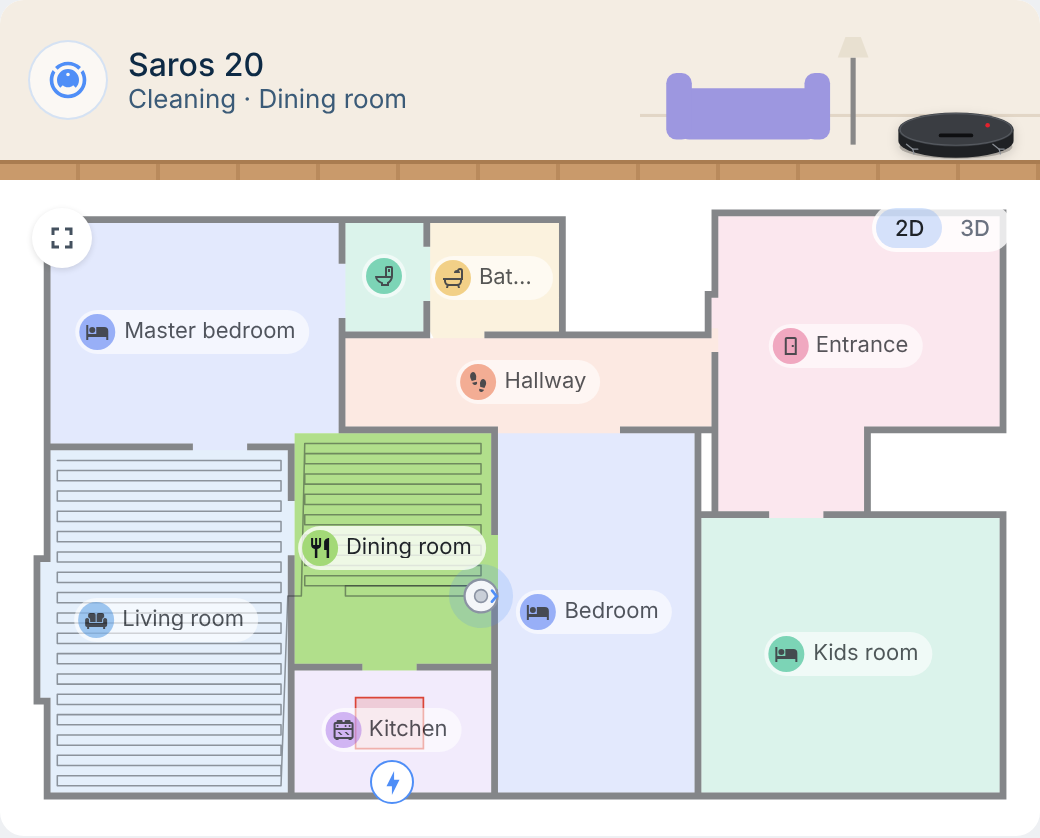 Saros 20
Cleaning · Dining room
2D
3D
Bat...
Master bedroom
Entrance
Hallway
Dining room
Bedroom
Living room
Kids room
Kitchen